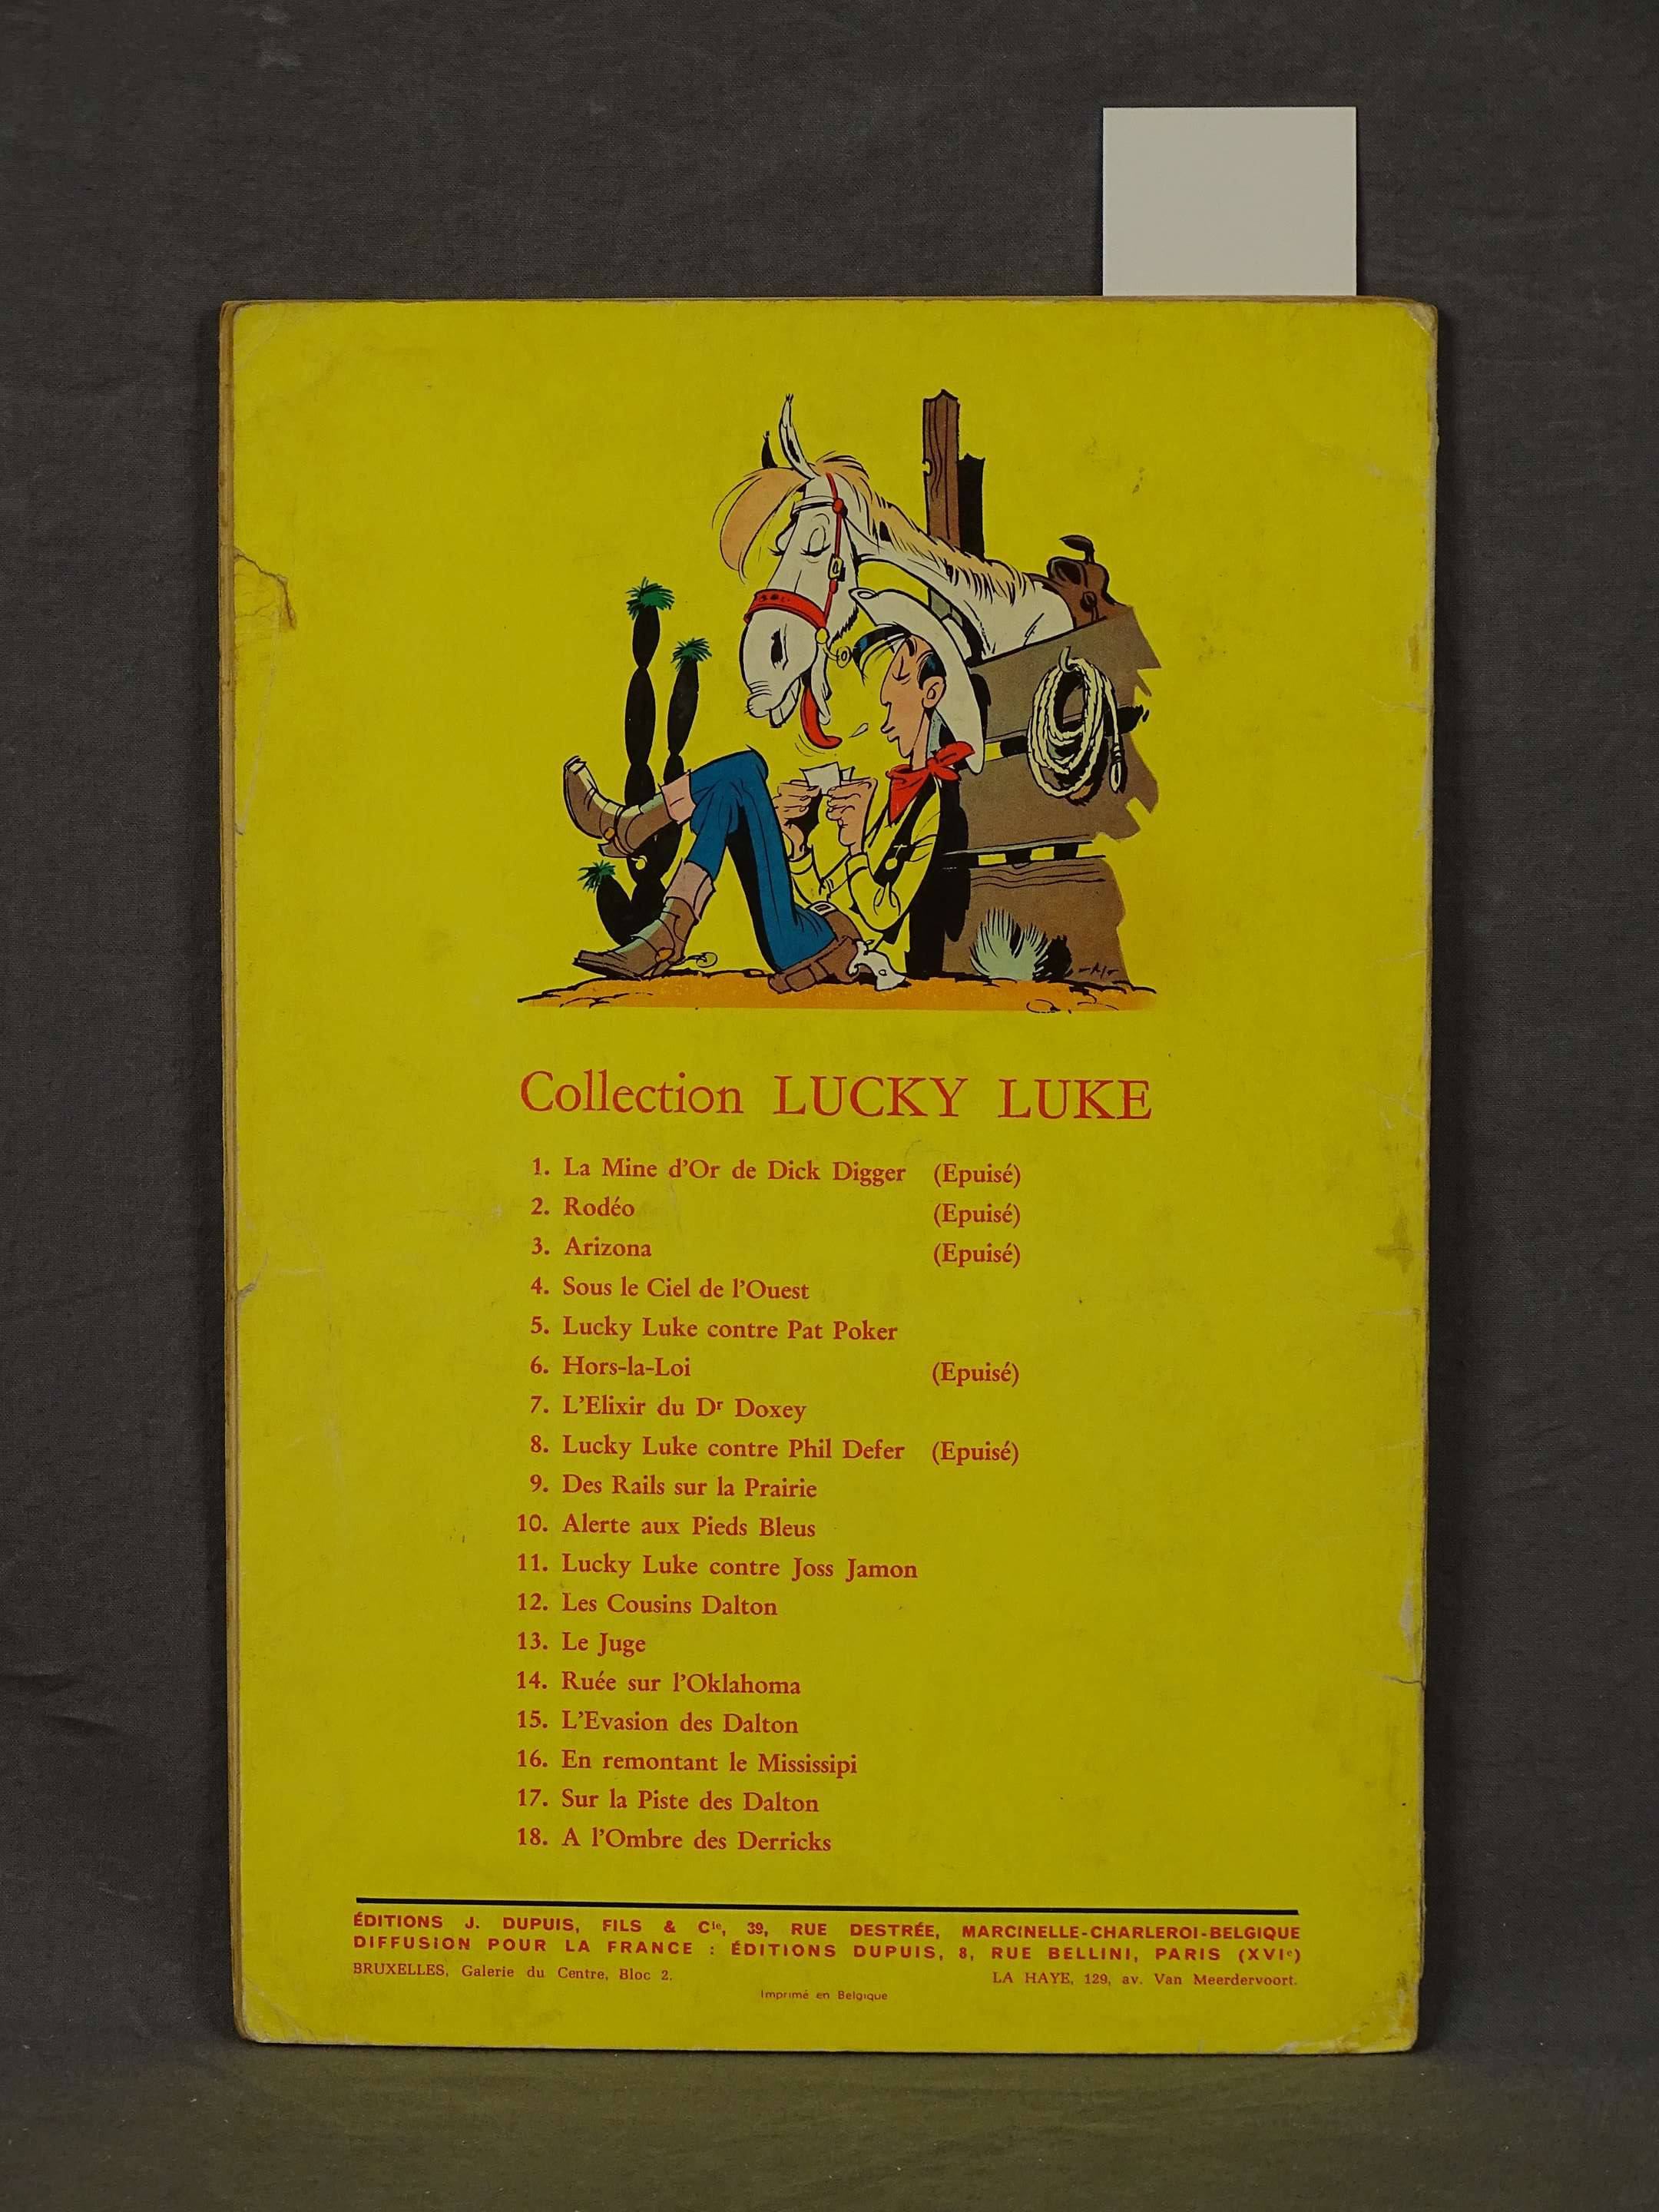 Collection LUCKY LUKE
1. La Mine d'Or de Dick Digger (Epuisé)
2. Rodéo (Epuisé)
3. Arizona (Epuisé)
4. Sous le Ciel de l'Ouest
5. Lucky Luke contre Pat Poker
6. Hors-la-Loi (Epuisé)
7. L'Elixir du Dr Doxey
8. Lucky Luke contre Phil Defer (Epuisé)
9. Des Rails sur la Prairie
10. Alerte aux Pieds Bleus
11. Lucky Luke contre Joss Jamon
12. Les Cousins Dalton
13. Le Juge
14. Ruée sur l'Oklahoma
15. L'Evasion des Dalton
16. En remontant le Mississipi
17. Sur la Piste des Dalton
18. A l'Ombre des Derricks
ÉDITIONS J. DUPUIS, FILS & Cie, 39, RUE DESTRÉE, MARCINELLE-CHARLEROI-BELGIQUE
DIFFUSION POUR LA FRANCE : ÉDITIONS DUPUIS, 8, RUE BELLINI, PARIS (XVIe)
BRUXELLES, Galerie du Centre, Bloc 2. LA HAYE, 129, av. Van Meerdervoort.
Imprimé en Belgique